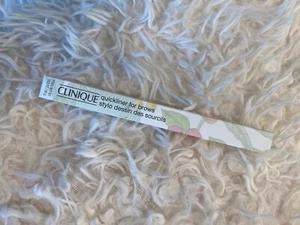 CLINIQUE
quickliner for brows
stylo dessin des sourcils